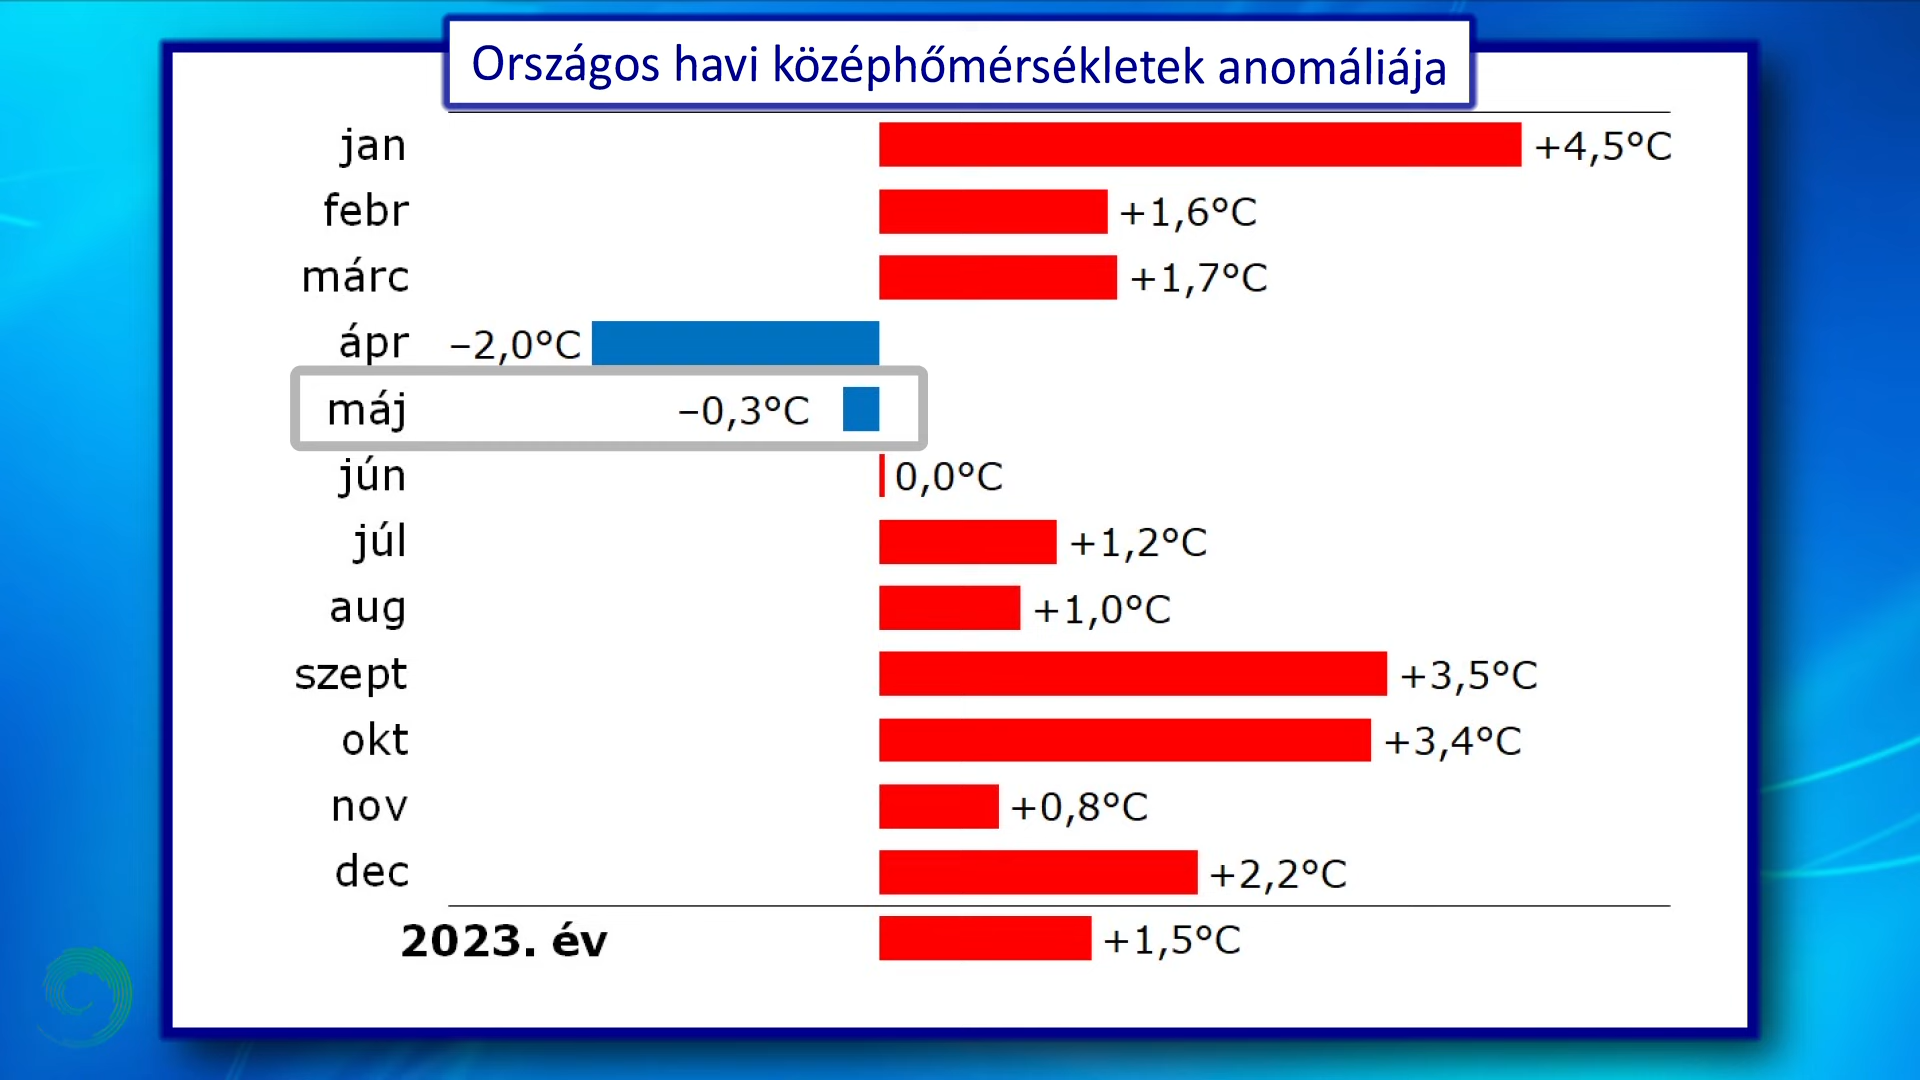 Országos havi középhőmérsékletek anomáliája
jan +4,5°C
febr +1,6°C
márc +1,7°C
ápr –2,0°C
máj –0,3°C
jún 0,0°C
júl +1,2°C
aug +1,0°C
szept +3,5°C
okt +3,4°C
nov +0,8°C
dec +2,2°C
2023. év +1,5°C